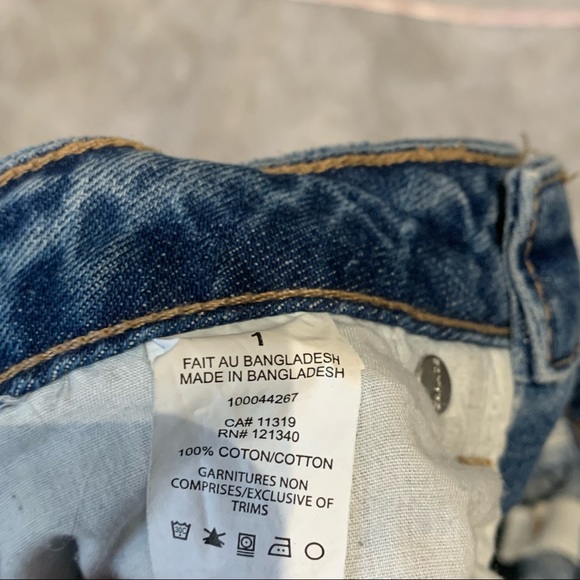 1
FAIT AU BANGLADESH
MADE IN BANGLADESH
100044267
CA# 11319
RN# 121340
100% COTON/COTTON
GARNITURES NON
COMPRISES/EXCLUSIVE OF
TRIMS